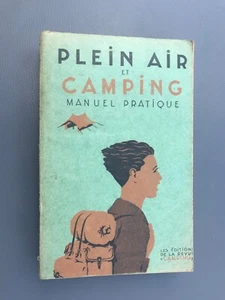 PLEIN AIR
ET
CAMPING
MANUEL PRATIQUE
LES ÉDITIONS
DE LA REVUE